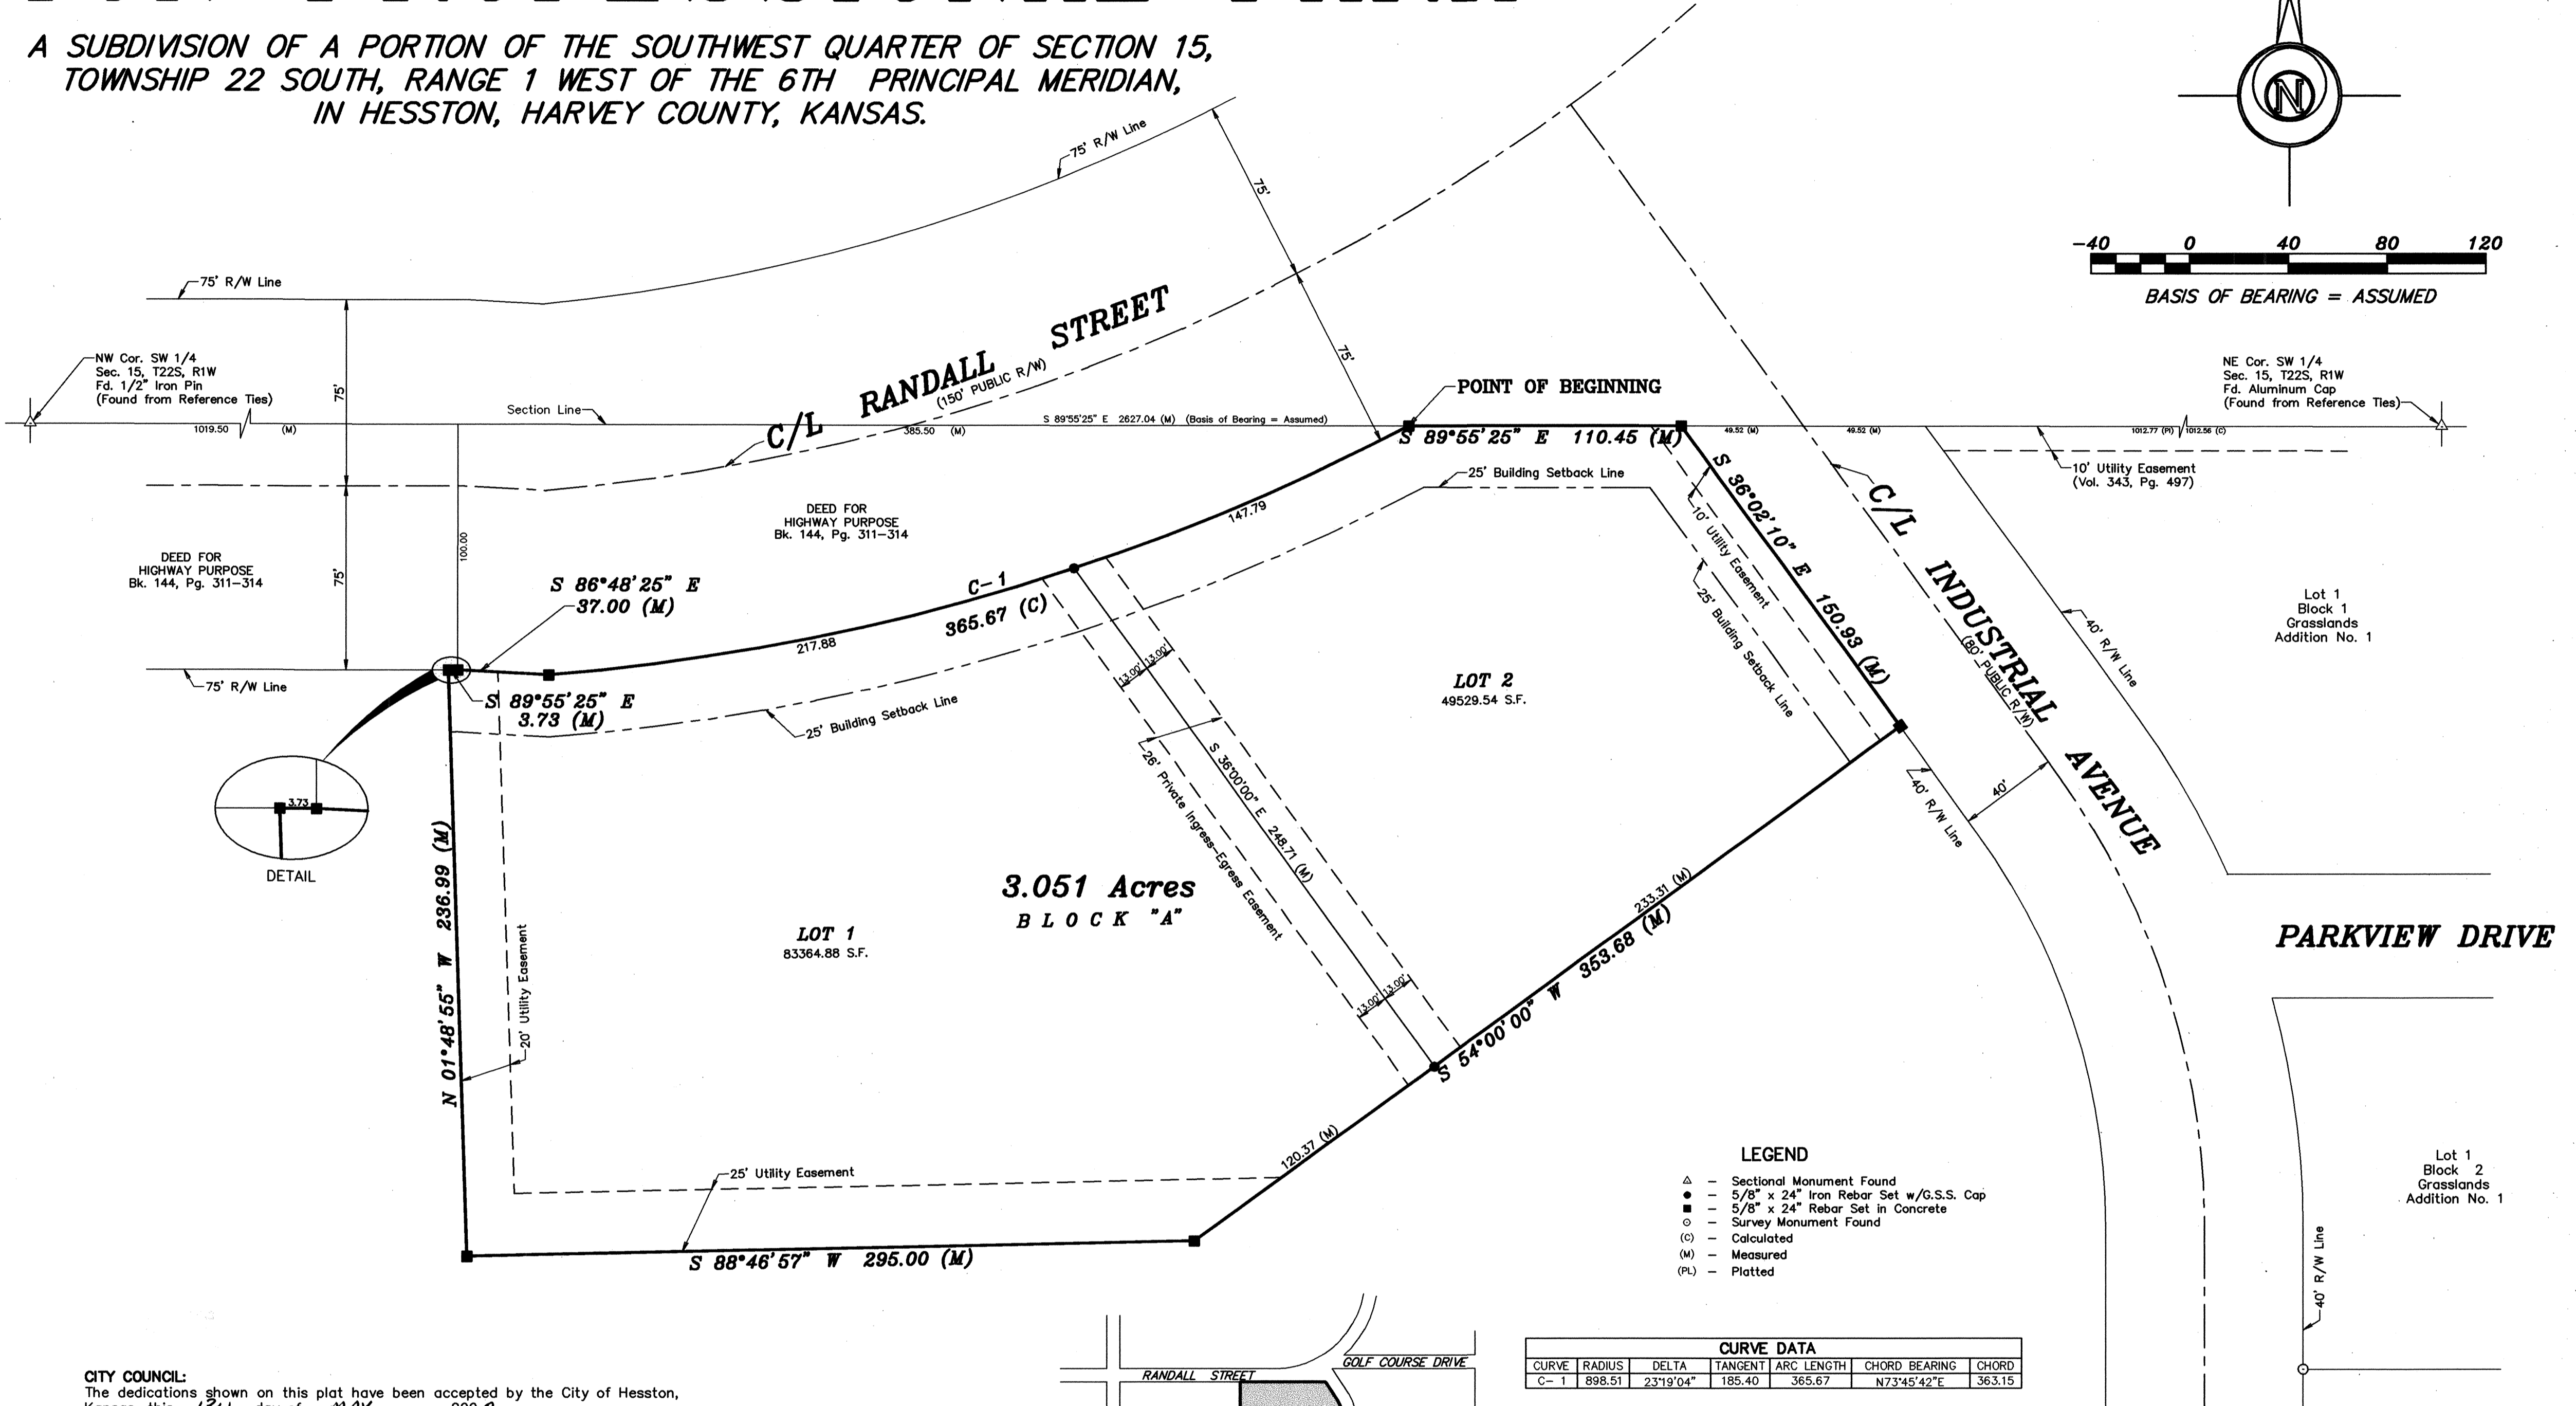 A SUBDIVISION OF A PORTION OF THE SOUTHWEST QUARTER OF SECTION 15,
TOWNSHIP 22 SOUTH, RANGE 1 WEST OF THE 6TH PRINCIPAL MERIDIAN,
IN HESSTON, HARVEY COUNTY, KANSAS.
N
-40 0 40 80 120
BASIS OF BEARING = ASSUMED
75' R/W Line
75'
75'
75' R/W Line
C/L RANDALL STREET
(150' PUBLIC R/W)
NW Cor. SW 1/4
Sec. 15, T22S, R1W
Fd. 1/2" Iron Pin
(Found from Reference Ties)
75'
75'
NE Cor. SW 1/4
Sec. 15, T22S, R1W
Fd. Aluminum Cap
(Found from Reference Ties)
POINT OF BEGINNING
Section Line
1019.50 (M)
385.50 (M)
S 89°55'25" E 2627.04 (M) (Basis of Bearing = Assumed)
S 89°55'25" E 110.45 (M)
49.52 (M)
49.52 (M)
1012.77 (Pl)
1012.56 (C)
10' Utility Easement
(Vol. 343, Pg. 497)
25' Building Setback Line
S 36°02'10" E 150.93 (M)
10' Utility Easement
25' Building Setback Line
C/L INDUSTRIAL AVENUE
(80' PUBLIC R/W)
40' R/W Line
40' R/W Line
40'
DEED FOR
HIGHWAY PURPOSE
Bk. 144, Pg. 311-314
DEED FOR
HIGHWAY PURPOSE
Bk. 144, Pg. 311-314
100.00
147.79
C-1
365.67 (C)
217.88
S 86°48'25" E
37.00 (M)
75' R/W Line
S 89°55'25" E
3.73 (M)
25' Building Setback Line
3.73
DETAIL
Lot 1
Block 1
Grasslands
Addition No. 1
13.00'
13.00'
LOT 2
49529.54 S.F.
S 36°00'00" E 248.71 (M)
26' Private Ingress-Egress Easement
N 01°48'55" W 236.99 (M)
20' Utility Easement
3.051 Acres
BLOCK "A"
LOT 1
83364.88 S.F.
13.00'
13.00'
233.31 (M)
S 54°00'00" W 353.68 (M)
120.37 (M)
25' Utility Easement
S 88°46'57" W 295.00 (M)
PARKVIEW DRIVE
Lot 1
Block 2
Grasslands
Addition No. 1
40' R/W Line
LEGEND
△ – Sectional Monument Found
● – 5/8" x 24" Iron Rebar Set w/G.S.S. Cap
■ – 5/8" x 24" Rebar Set in Concrete
⊙ – Survey Monument Found
(C) – Calculated
(M) – Measured
(PL) – Platted
RANDALL STREET
GOLF COURSE DRIVE
CURVE DATA
CURVE RADIUS DELTA TANGENT ARC LENGTH CHORD BEARING CHORD
C- 1 898.51 23°19'04" 185.40 365.67 N73°45'42"E 363.15
CITY COUNCIL:
The dedications shown on this plat have been accepted by the City of Hesston,